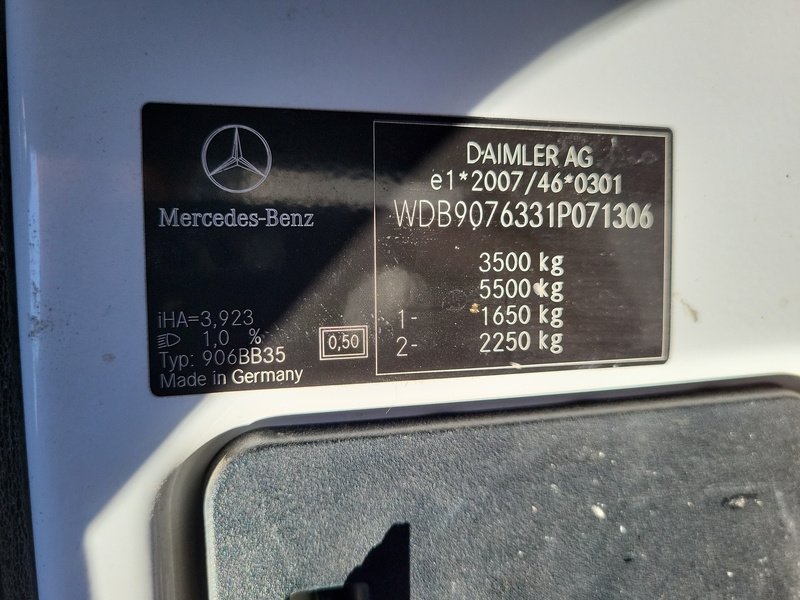 Mercedes-Benz
iHA=3,923
1,0 %
Typ: 906BB35
Made in Germany
0,50
DAIMLER AG
e1*2007/46*0301
WDB9076331P071306
3500 kg
5500 kg
1- 1650 kg
2- 2250 kg